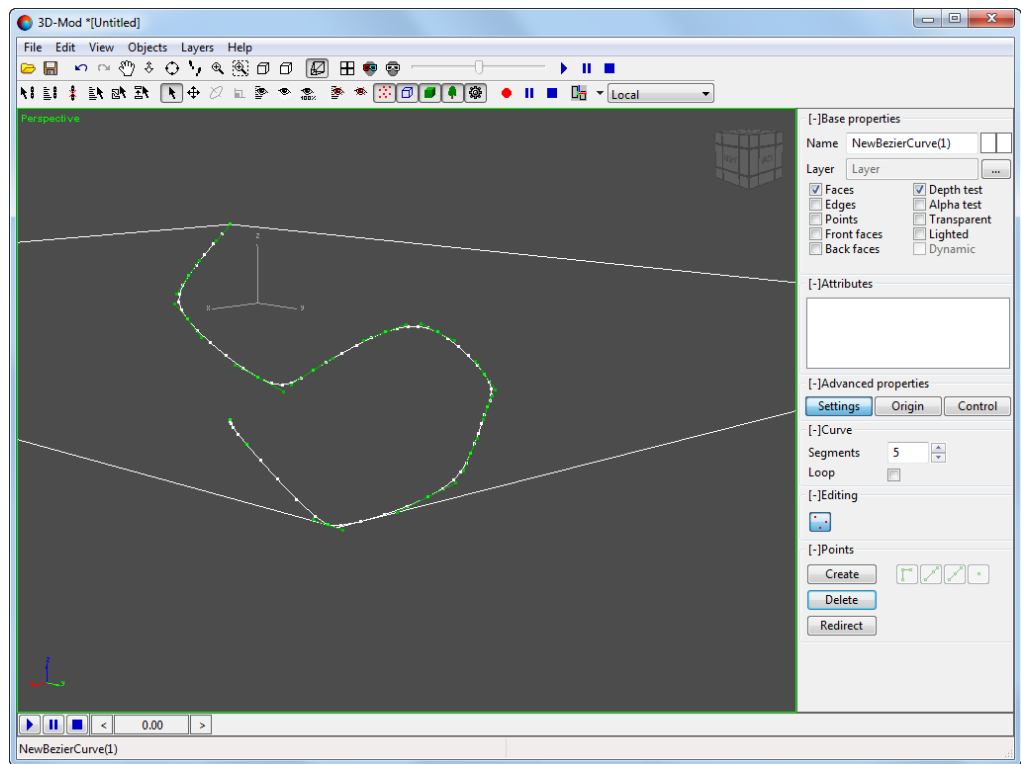 3D-Mod *[Untitled]
File Edit View Objects Layers Help
100%
Local
Perspective
z
y
[-]Base properties
Name NewBezierCurve(1)
Layer Layer ...
Faces Depth test
Edges Alpha test
Points Transparent
Front faces Lighted
Back faces Dynamic
[-]Attributes
[-]Advanced properties
Settings Origin Control
[-]Curve
Segments 5
Loop
[-]Editing
[-]Points
Create
Delete
Redirect
z
y
< 0.00 >
NewBezierCurve(1)